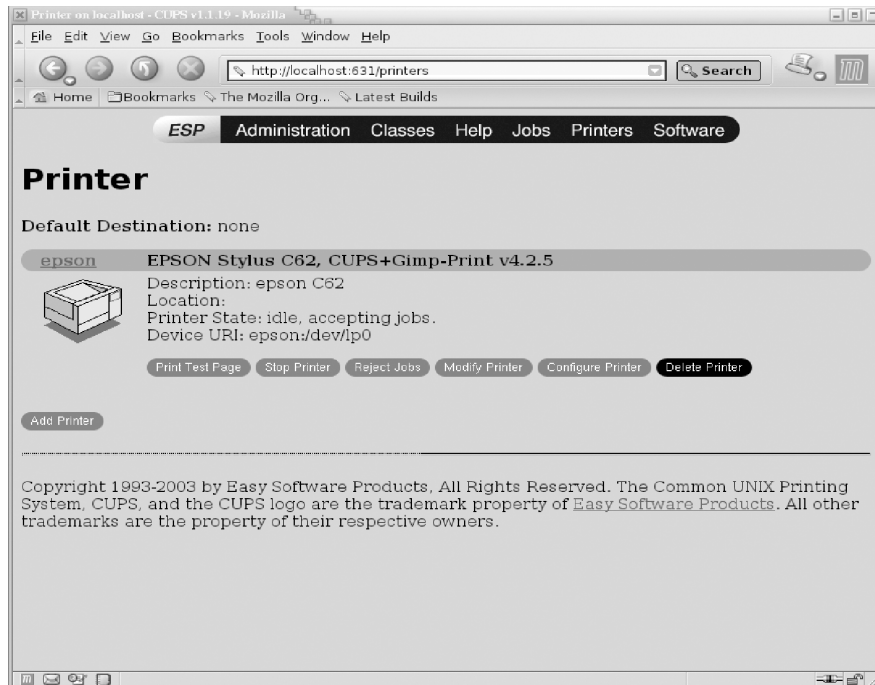 Printer on localhost - CUPS v1.1.19 - Mozilla
File Edit View Go Bookmarks Tools Window Help
http://localhost:631/printers
Search
Home Bookmarks The Mozilla Org... Latest Builds
ESP Administration Classes Help Jobs Printers Software
Printer
Default Destination: none
epson EPSON Stylus C62, CUPS+Gimp-Print v4.2.5
Description: epson C62
Location:
Printer State: idle, accepting jobs.
Device URI: epson:/dev/lp0
Print Test Page Stop Printer Reject Jobs Modify Printer Configure Printer Delete Printer
Add Printer
Copyright 1993-2003 by Easy Software Products, All Rights Reserved. The Common UNIX Printing
System, CUPS, and the CUPS logo are the trademark property of Easy Software Products. All other
trademarks are the property of their respective owners.